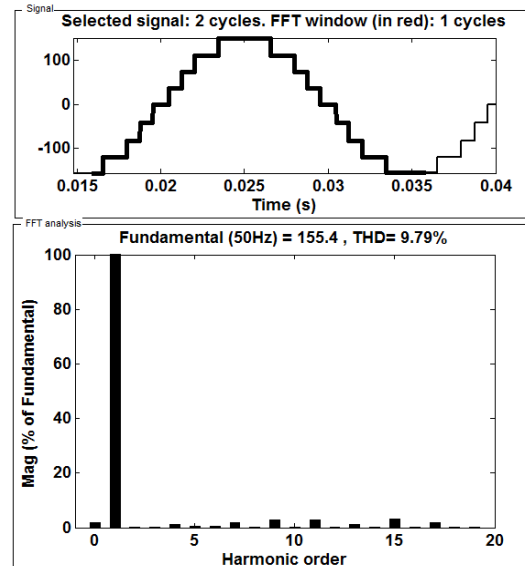 Signal
Selected signal: 2 cycles. FFT window (in red): 1 cycles
100
0
-100
0.015 0.02 0.025 0.03 0.035 0.04
Time (s)
FFT analysis
Fundamental (50Hz) = 155.4 , THD= 9.79%
100
80
60
40
20
0
Mag (% of Fundamental)
0 5 10 15 20
Harmonic order